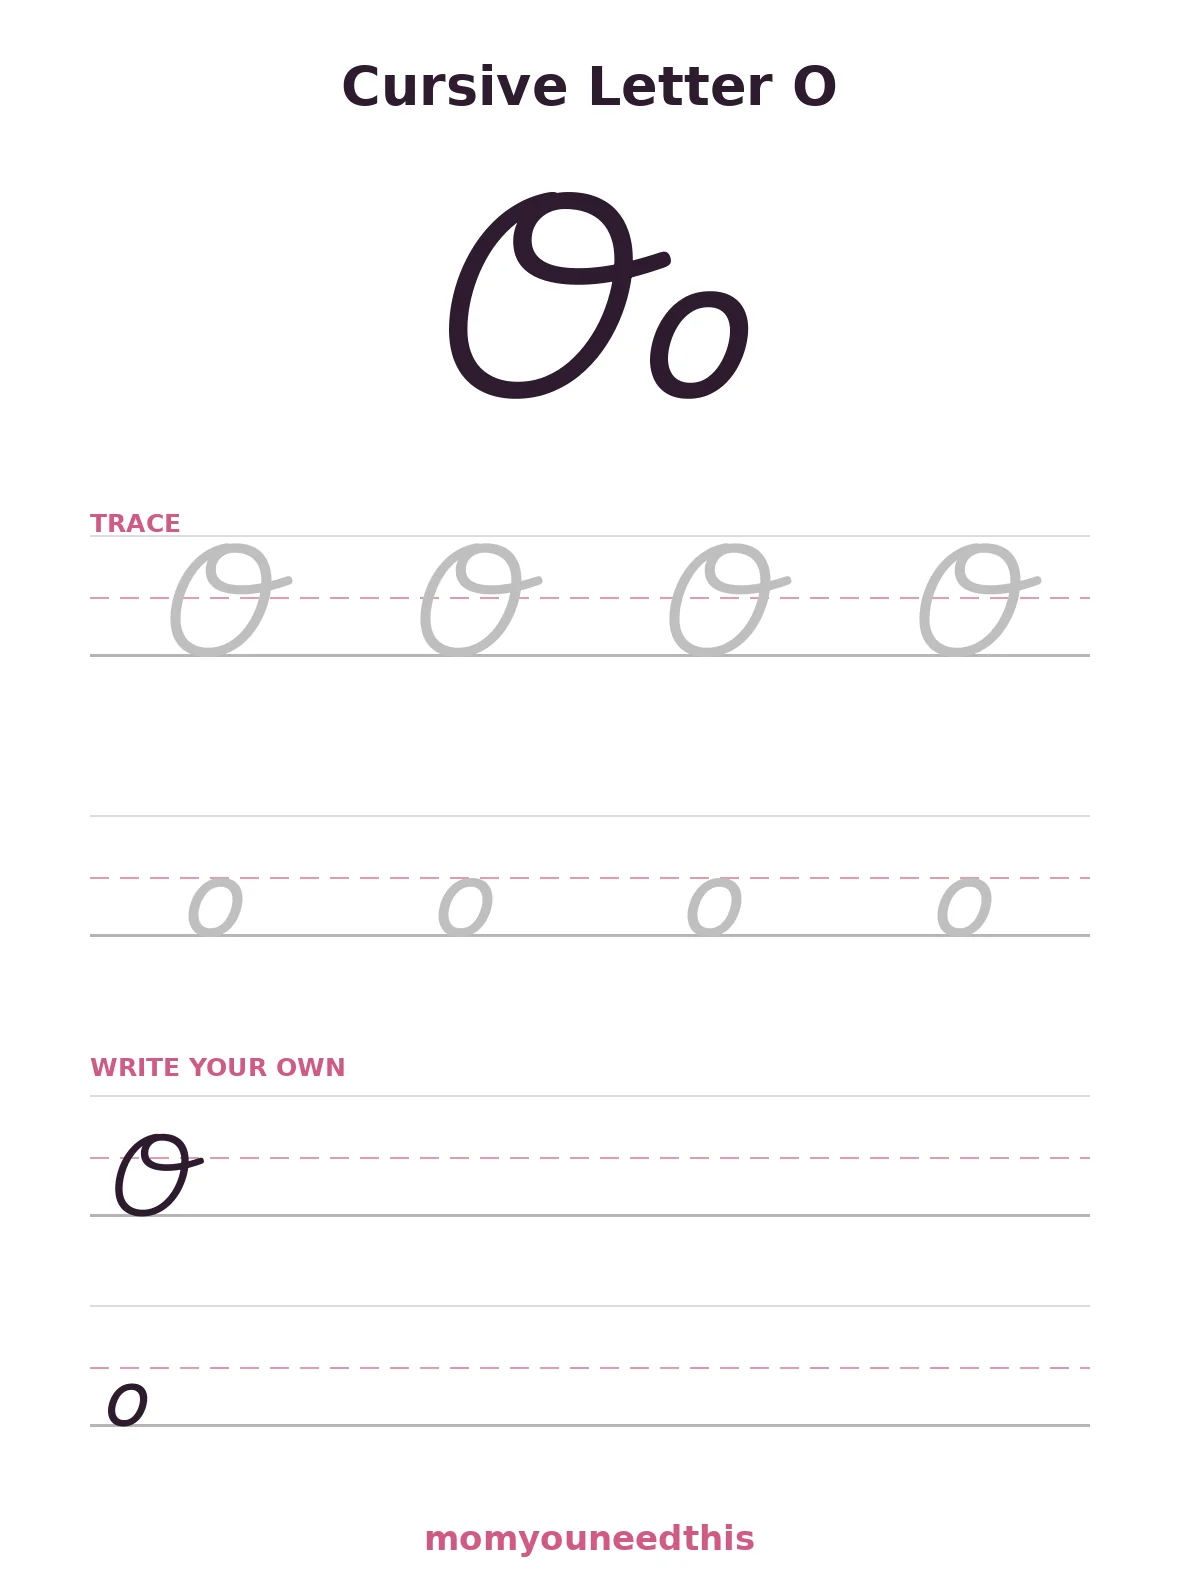 Cursive Letter O
Oo
TRACE
O O O O
o o o o
WRITE YOUR OWN
O
o
momyouneedthis